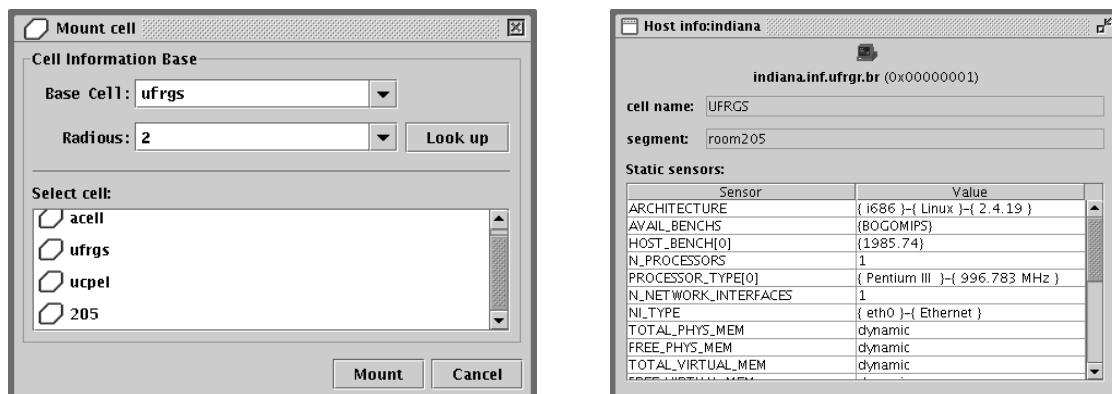 Mount cell
Cell Information Base
Base Cell: ufrgs
Radious: 2 Look up
Select cell:
acell
ufrgs
ucpel
205
Mount Cancel
Host info:indiana
indiana.inf.ufrgr.br (0x00000001)
cell name: UFRGS
segment: room205
Static sensors:
Sensor Value
ARCHITECTURE { i686 }-{ Linux }-{ 2.4.19 }
AVAIL_BENCHS {BOGOMIPS}
HOST_BENCH[0] {1985.74}
N_PROCESSORS 1
PROCESSOR_TYPE[0] { Pentium III }-{ 996.783 MHz }
N_NETWORK_INTERFACES 1
NI_TYPE { eth0 }-{ Ethernet }
TOTAL_PHYS_MEM dynamic
FREE_PHYS_MEM dynamic
TOTAL_VIRTUAL_MEM dynamic